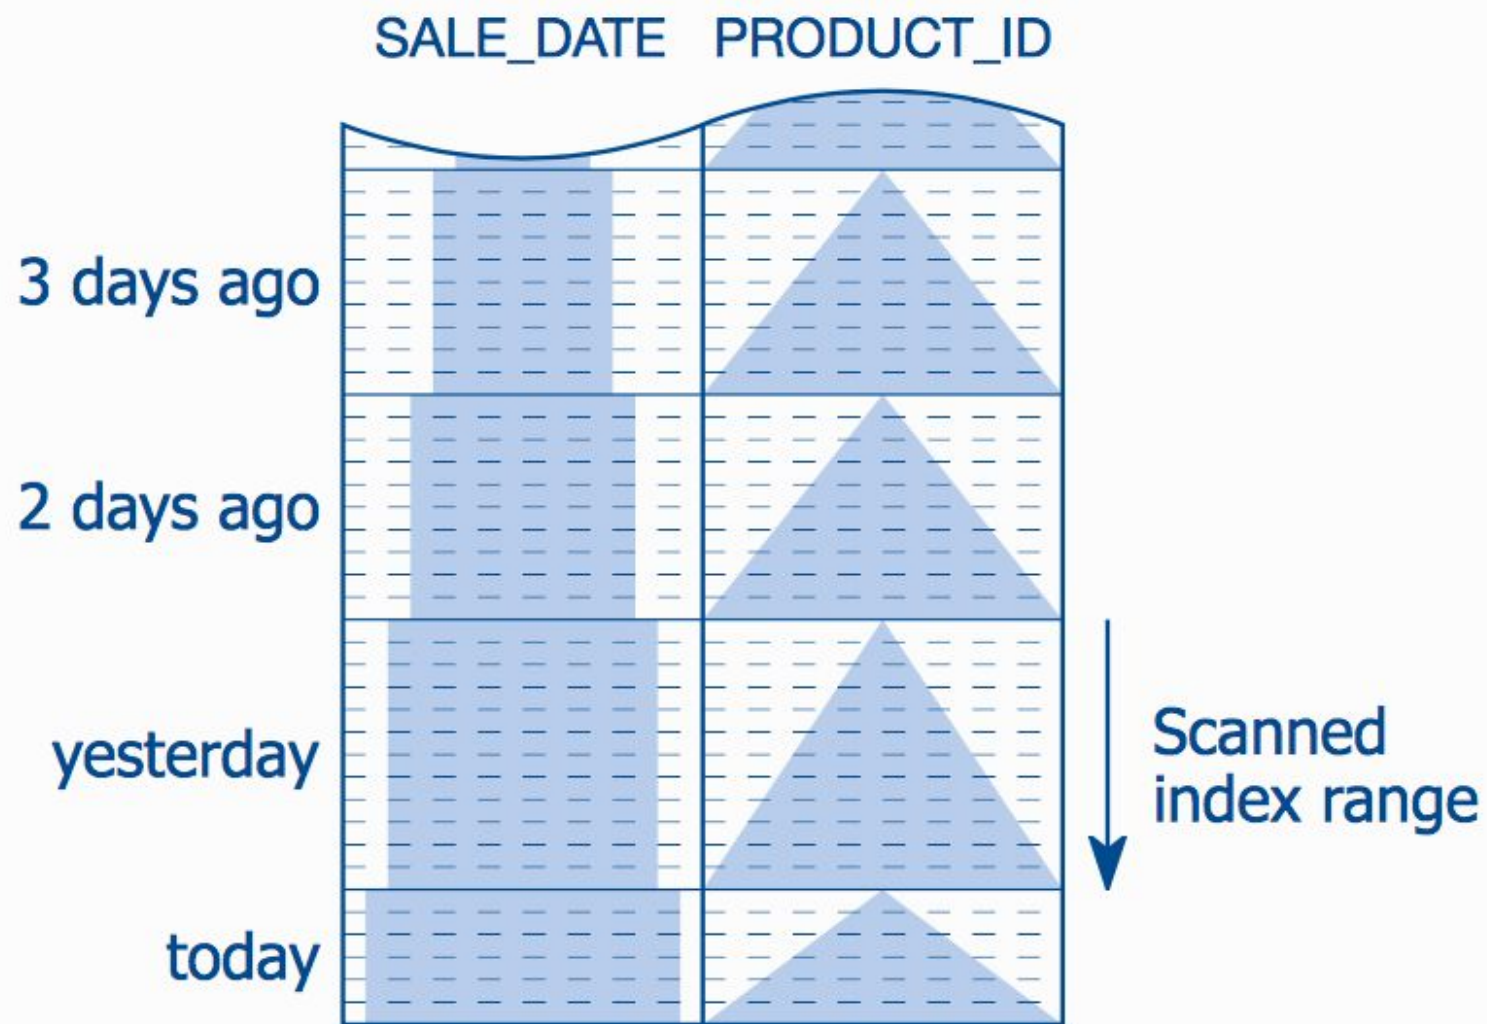 SALE_DATE PRODUCT_ID
3 days ago
2 days ago
yesterday
Scanned
index range
today